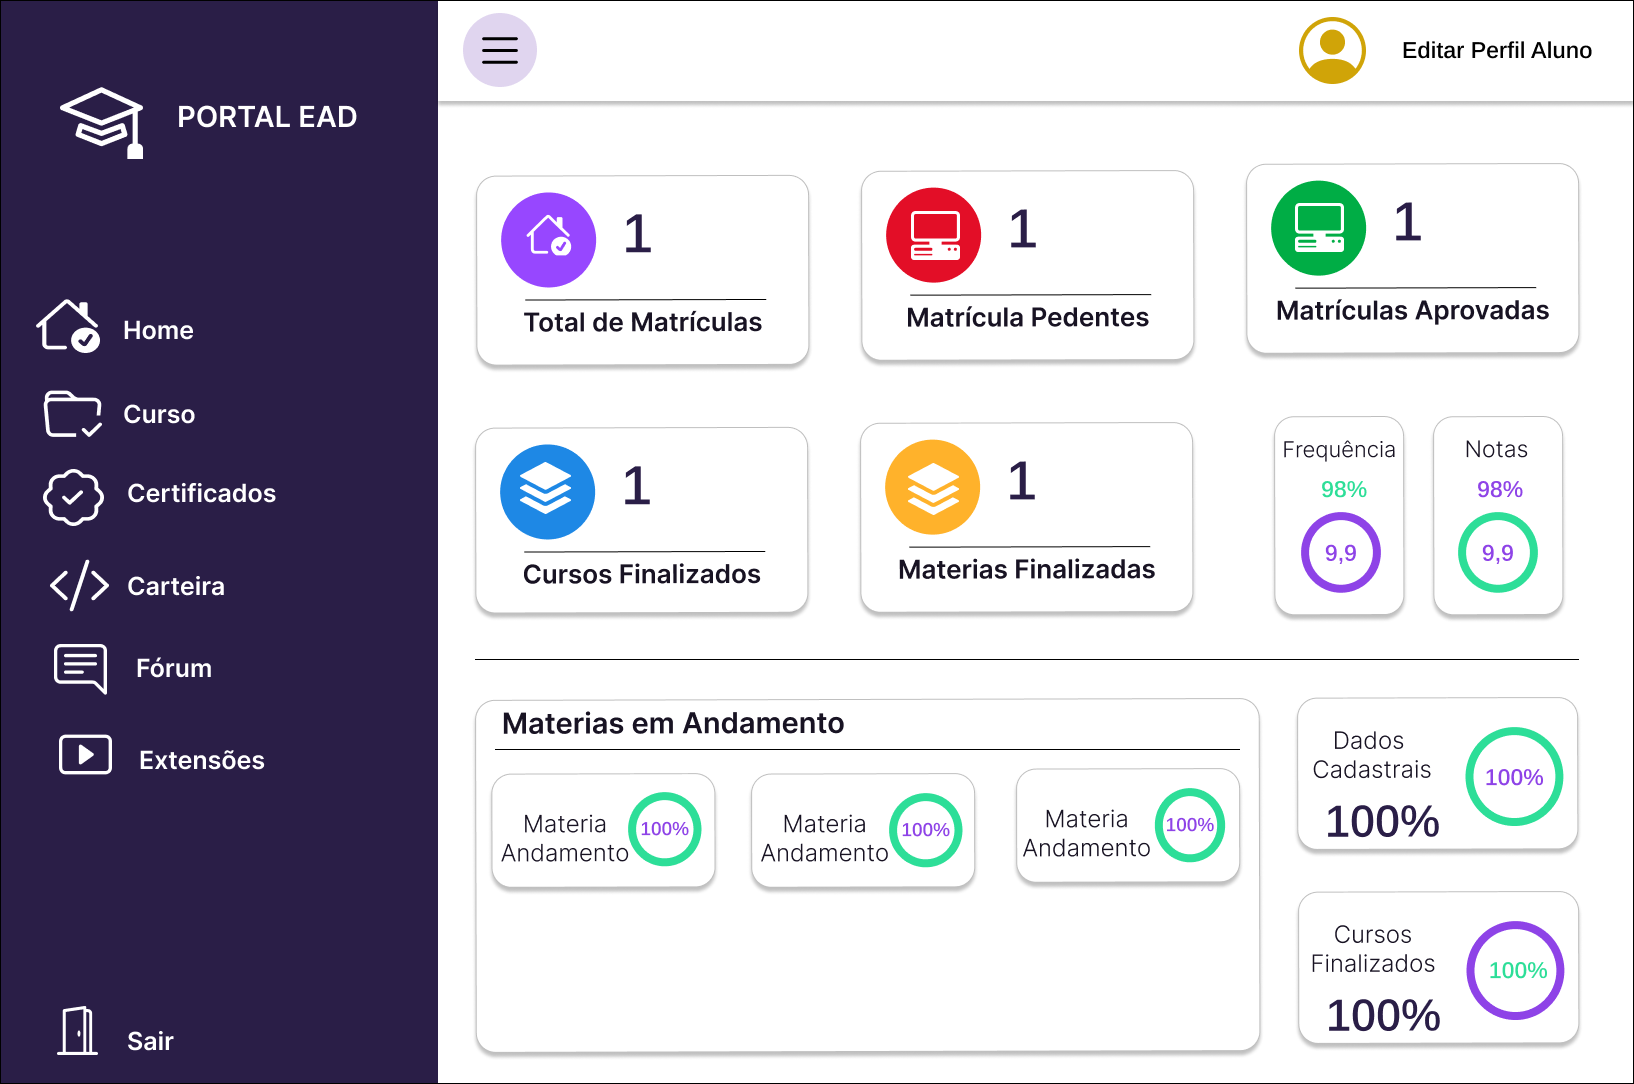 PORTAL EAD
Home
Curso
Certificados
Carteira
Fórum
Extensões
Sair
Editar Perfil Aluno
1
Total de Matrículas
1
Matrícula Pedentes
1
Matrículas Aprovadas
1
Cursos Finalizados
1
Materias Finalizadas
Frequência
98%
9,9
Notas
98%
9,9
Materias em Andamento
Materia
Andamento
100%
Materia
Andamento
100%
Materia
Andamento
100%
Dados
Cadastrais
100%
100%
Cursos
Finalizados
100%
100%